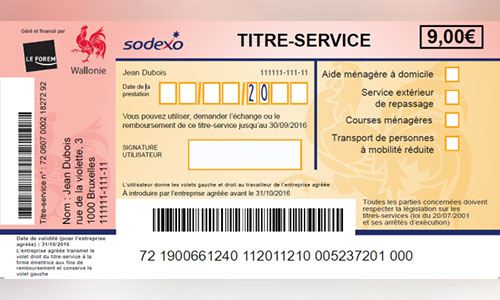 Géré et financé par
LE FOREM
Wallonie
Titre-service n° : 72 0607 0002 18272 92
Nom : Jean Dubois
rue de la violette, 3
1000 Bruxelles
111111-111-11
Date de validité (pour l'entreprise
agréée) : 31/10/2016
L'entreprise agréée transmet le
volet droit du titre-service à la
firme émettrice aux fins de
remboursement et conserve le
volet gauche
sodexo
TITRE-SERVICE
9,00€
Jean Dubois 111111-111-11
Date de la
prestation
/ / 20
Vous pouvez utiliser, demander l'échange ou le
remboursement de ce titre-service jusqu'au 30/09/2016
SIGNATURE
UTILISATEUR
L'utilisateur donne les volets gauche et droit au travailleur de l'entreprise agréée
À introduire par l'entreprise agréée avant le 31/10/2016
Aide ménagère à domicile
Service extérieur
de repassage
Courses ménagères
Transport de personnes
à mobilité réduite
Toutes les parties concernées doivent
respecter la législation sur les
titres-services (loi du 20/07/2001
et ses arrêtés d'exécution)
72 1900661240 112011210 005237201 000